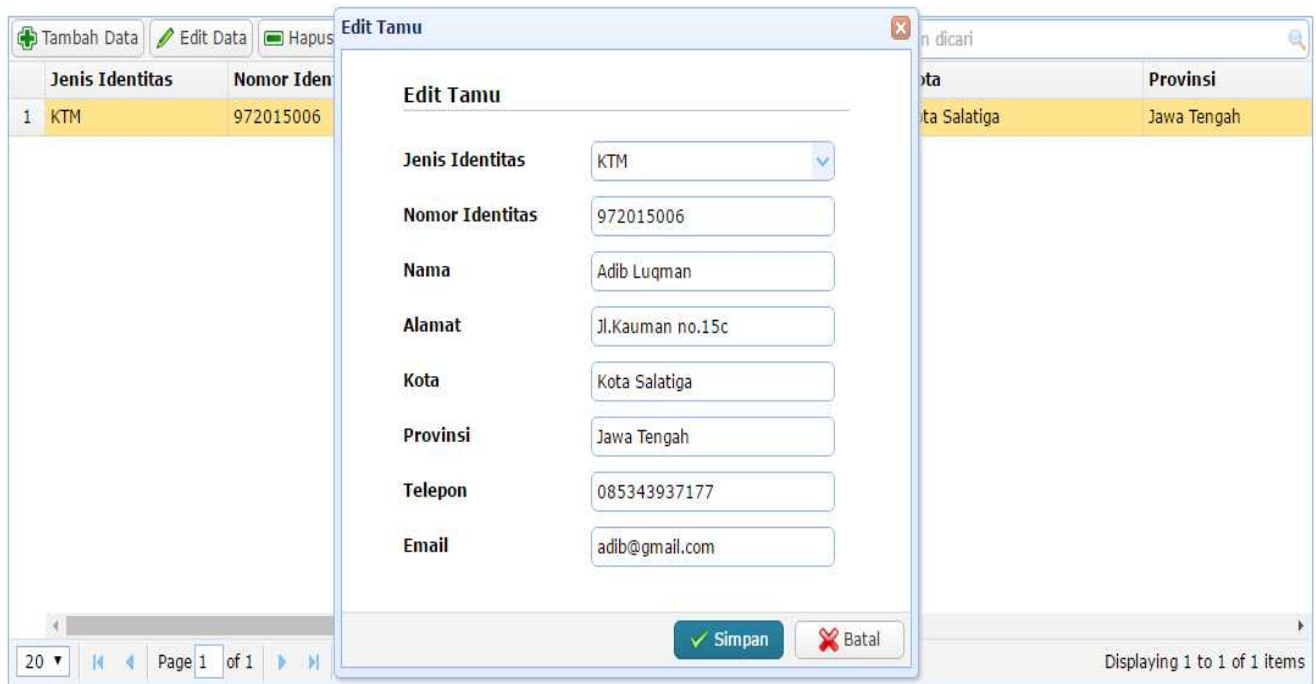 Edit Tamu
Tambah Data Edit Data Hapus dicari
Jenis Identitas Nomor Provinsi
1 KTM 972015006 Salatiga Jawa Tengah
Edit Tamu
Jenis Identitas KTM
Nomor Identitas 972015006
Nama Adib Luqman
Alamat Jl.Kauman no.15c
Kota Kota Salatiga
Provinsi Jawa Tengah
Telepon 085343937177
Email adib@gmail.com
Simpan Batal
20 Page 1 of 1 Displaying 1 to 1 of 1 items